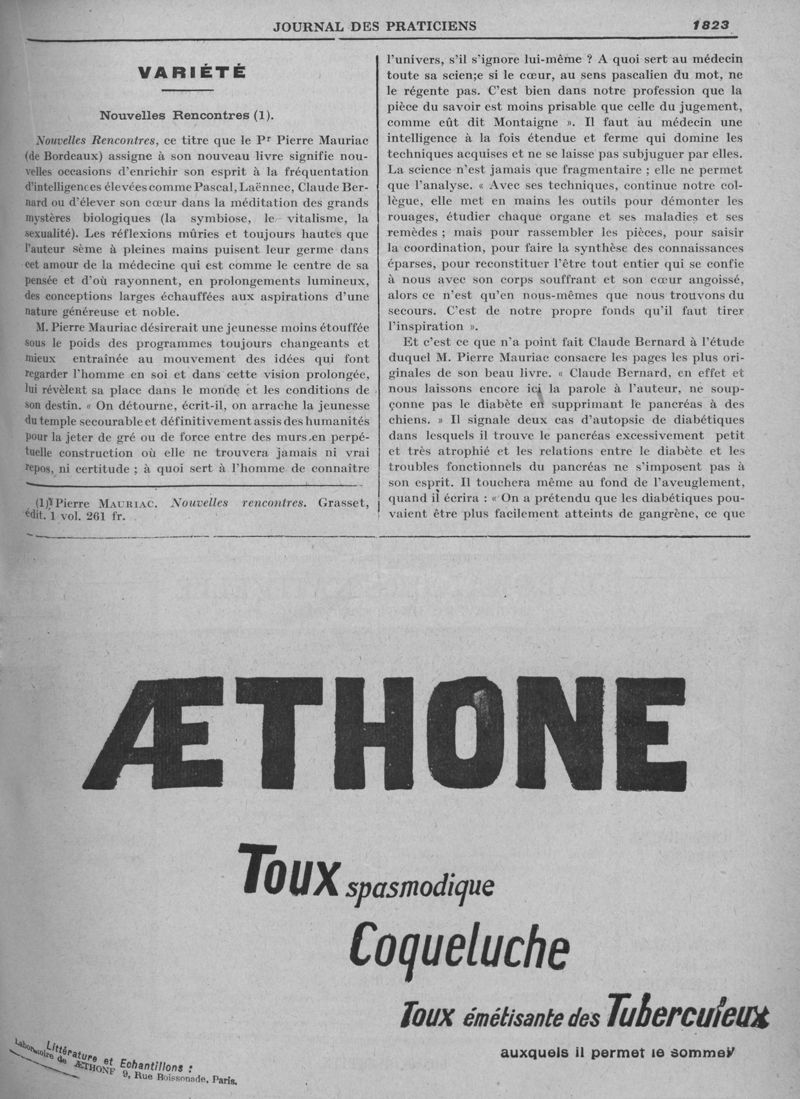 JOURNAL DES PRATICIENS 1823
VARIÉTÉ
Nouvelles Rencontres (1).
Nouvelles Rencontres, ce titre que le Pr Pierre Mauriac
(de Bordeaux) assigne à son nouveau livre signifie nou-
velles occasions d'enrichir son esprit à la fréquentation
d'intelligences élevées comme Pascal, Laënnec, Claude Ber-
nard ou d'élever son cœur dans la méditation des grands
mystères biologiques (la symbiose, le vitalisme, la
sexualité). Les réflexions mûries et toujours hautes que
l'auteur sème à pleines mains puisent leur germe dans
cet amour de la médecine qui est comme le centre de sa
pensée et d'où rayonnent, en prolongements lumineux,
des conceptions larges échauffées aux aspirations d'une
nature généreuse et noble.
M. Pierre Mauriac désirerait une jeunesse moins étouffée
sous le poids des programmes toujours changeants et
mieux entraînée au mouvement des idées qui font
regarder l'homme en soi et dans cette vision prolongée,
lui révèlent sa place dans le monde et les conditions de
son destin. « On détourne, écrit-il, on arrache la jeunesse
du temple secourable et définitivement assis des humanités
pour la jeter de gré ou de force entre des murs en perpé-
tuelle construction où elle ne trouvera jamais ni vrai
repos, ni certitude ; à quoi sert à l'homme de connaître
(1) Pierre MAURIAC. Nouvelles rencontres. Grasset,
édit. 1 vol. 261 fr.
l'univers, s'il s'ignore lui-même ? A quoi sert au médecin
toute sa scien;e si le cœur, au sens pascalien du mot, ne
le régente pas. C'est bien dans notre profession que la
pièce du savoir est moins prisable que celle du jugement,
comme eût dit Montaigne ». Il faut au médecin une
intelligence à la fois étendue et ferme qui domine les
techniques acquises et ne se laisse pas subjuguer par elles.
La science n'est jamais que fragmentaire ; elle ne permet
que l'analyse. « Avec ses techniques, continue notre col-
lègue, elle met en mains les outils pour démonter les
rouages, étudier chaque organe et ses maladies et ses
remèdes ; mais pour rassembler les pièces, pour saisir
la coordination, pour faire la synthèse des connaissances
éparses, pour reconstituer l'être tout entier qui se confie
à nous avec son corps souffrant et son cœur angoissé,
alors ce n'est qu'en nous-mêmes que nous trouvons du
secours. C'est de notre propre fonds qu'il faut tirer
l'inspiration ».
Et c'est ce que n'a point fait Claude Bernard à l'étude
duquel M. Pierre Mauriac consacre les pages les plus ori-
ginales de son beau livre. « Claude Bernard, en effet et
nous laissons encore ici la parole à l'auteur, ne soup-
çonne pas le diabète en supprimant le pancréas à des
chiens. » Il signale deux cas d'autopsie de diabétiques
dans lesquels il trouve le pancréas excessivement petit
et très atrophié et les relations entre le diabète et les
troubles fonctionnels du pancréas ne s'imposent pas à
son esprit. Il touchera même au fond de l'aveuglement,
quand il écrira : « On a prétendu que les diabétiques pou-
vaient être plus facilement atteints de gangrène, ce que
ÆTHONE
Toux spasmodique
Coqueluche
Toux émétisante des Tuberculeux
auxquels il permet le sommeil
Littérature et Echantillons :
Laboratoire de ÆTHONE 9, Rue Boissonade, Paris.